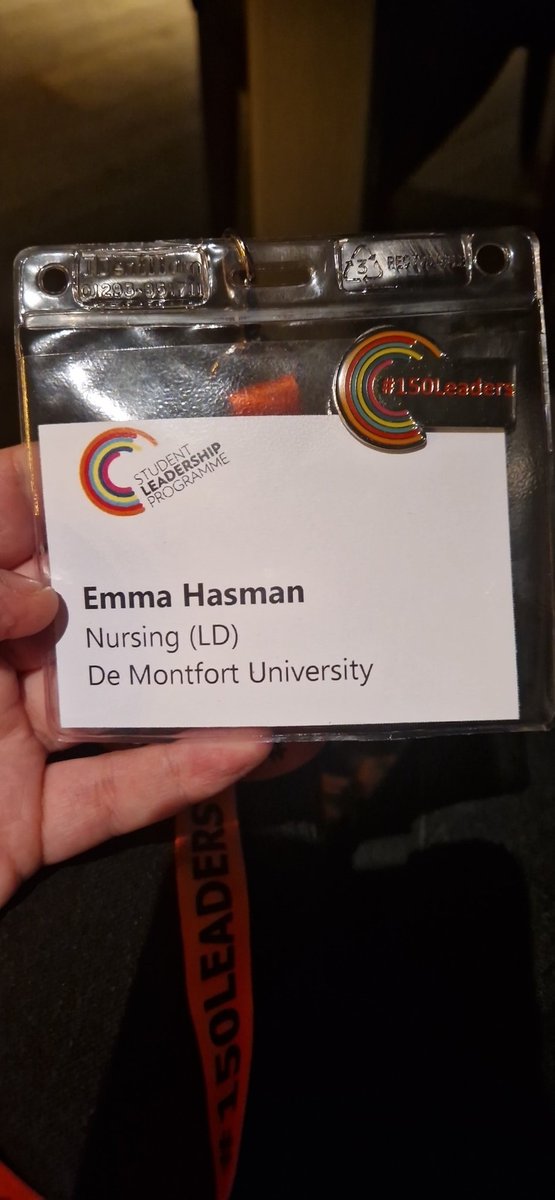 #150Leaders
STUDENT
LEADERSHIP
PROGRAMME
Emma Hasman
Nursing (LD)
De Montfort University
#150LEADERS